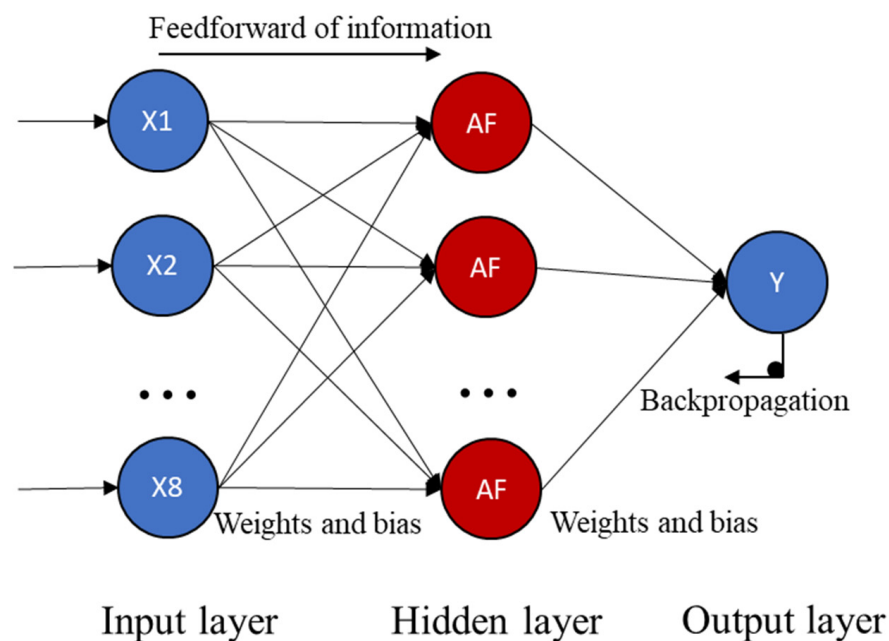 Feedforward of information
X1
AF
X2
AF
Y
• • •
• • •
Backpropagation
X8
AF
Weights and bias
Weights and bias
Input layer
Hidden layer
Output layer